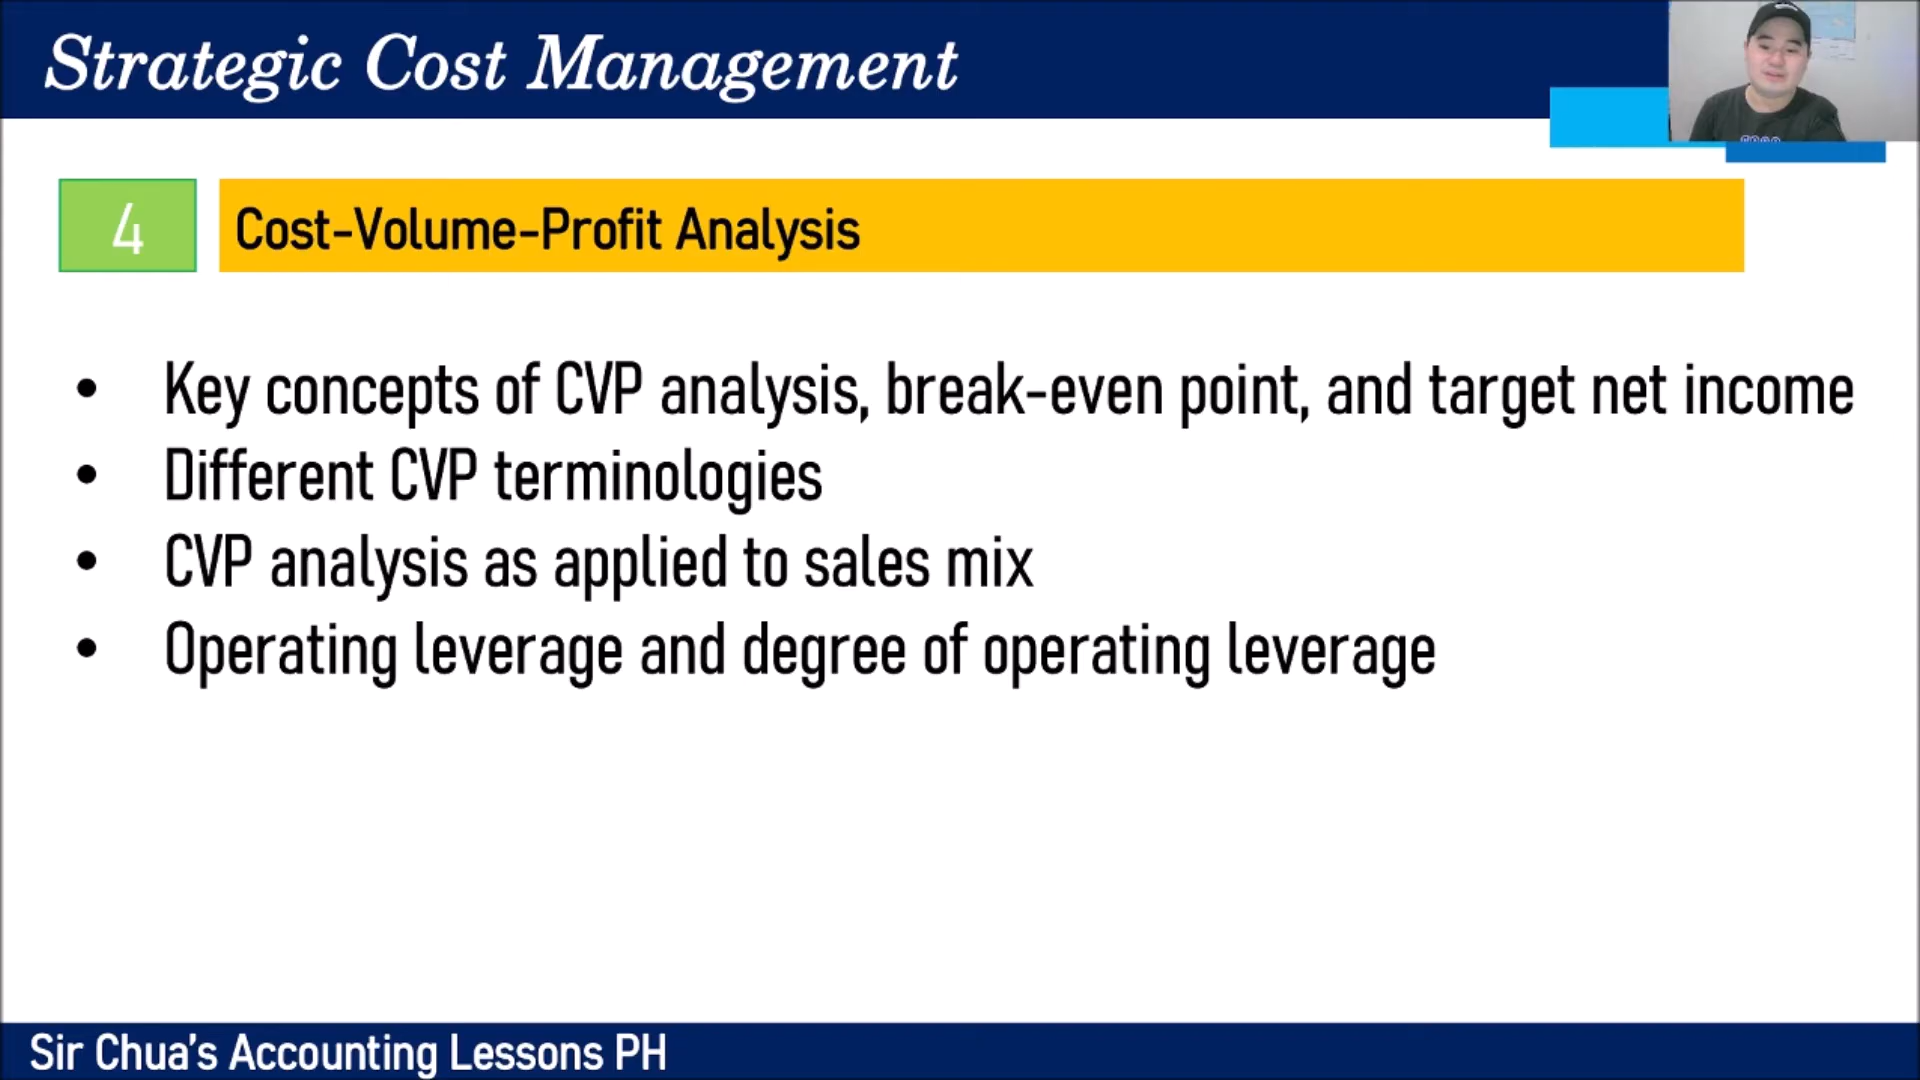 Strategic Cost Management
4
Cost-Volume-Profit Analysis
• Key concepts of CVP analysis, break-even point, and target net income
• Different CVP terminologies
• CVP analysis as applied to sales mix
• Operating leverage and degree of operating leverage
Sir Chua's Accounting Lessons PH